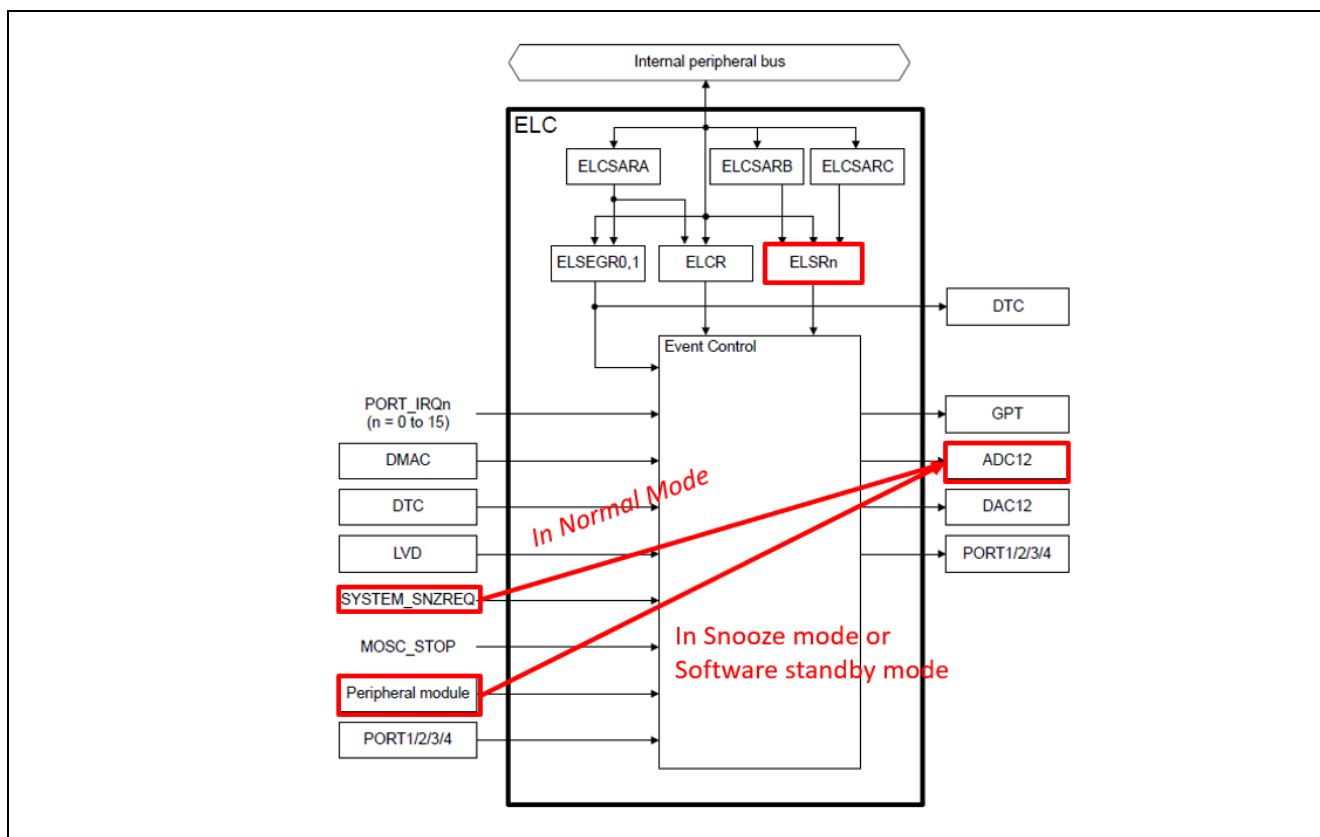 Internal peripheral bus
ELC
ELCSARA
ELCSARB
ELCSARC
ELSEGR0,1
ELCR
ELSRn
DTC
Event Control
PORT_IRQn
(n = 0 to 15)
GPT
DMAC
ADC12
In Normal Mode
DTC
DAC12
LVD
PORT1/2/3/4
SYSTEM_SNZREQ
In Snooze mode or
Software standby mode
MOSC_STOP
Peripheral module
PORT1/2/3/4